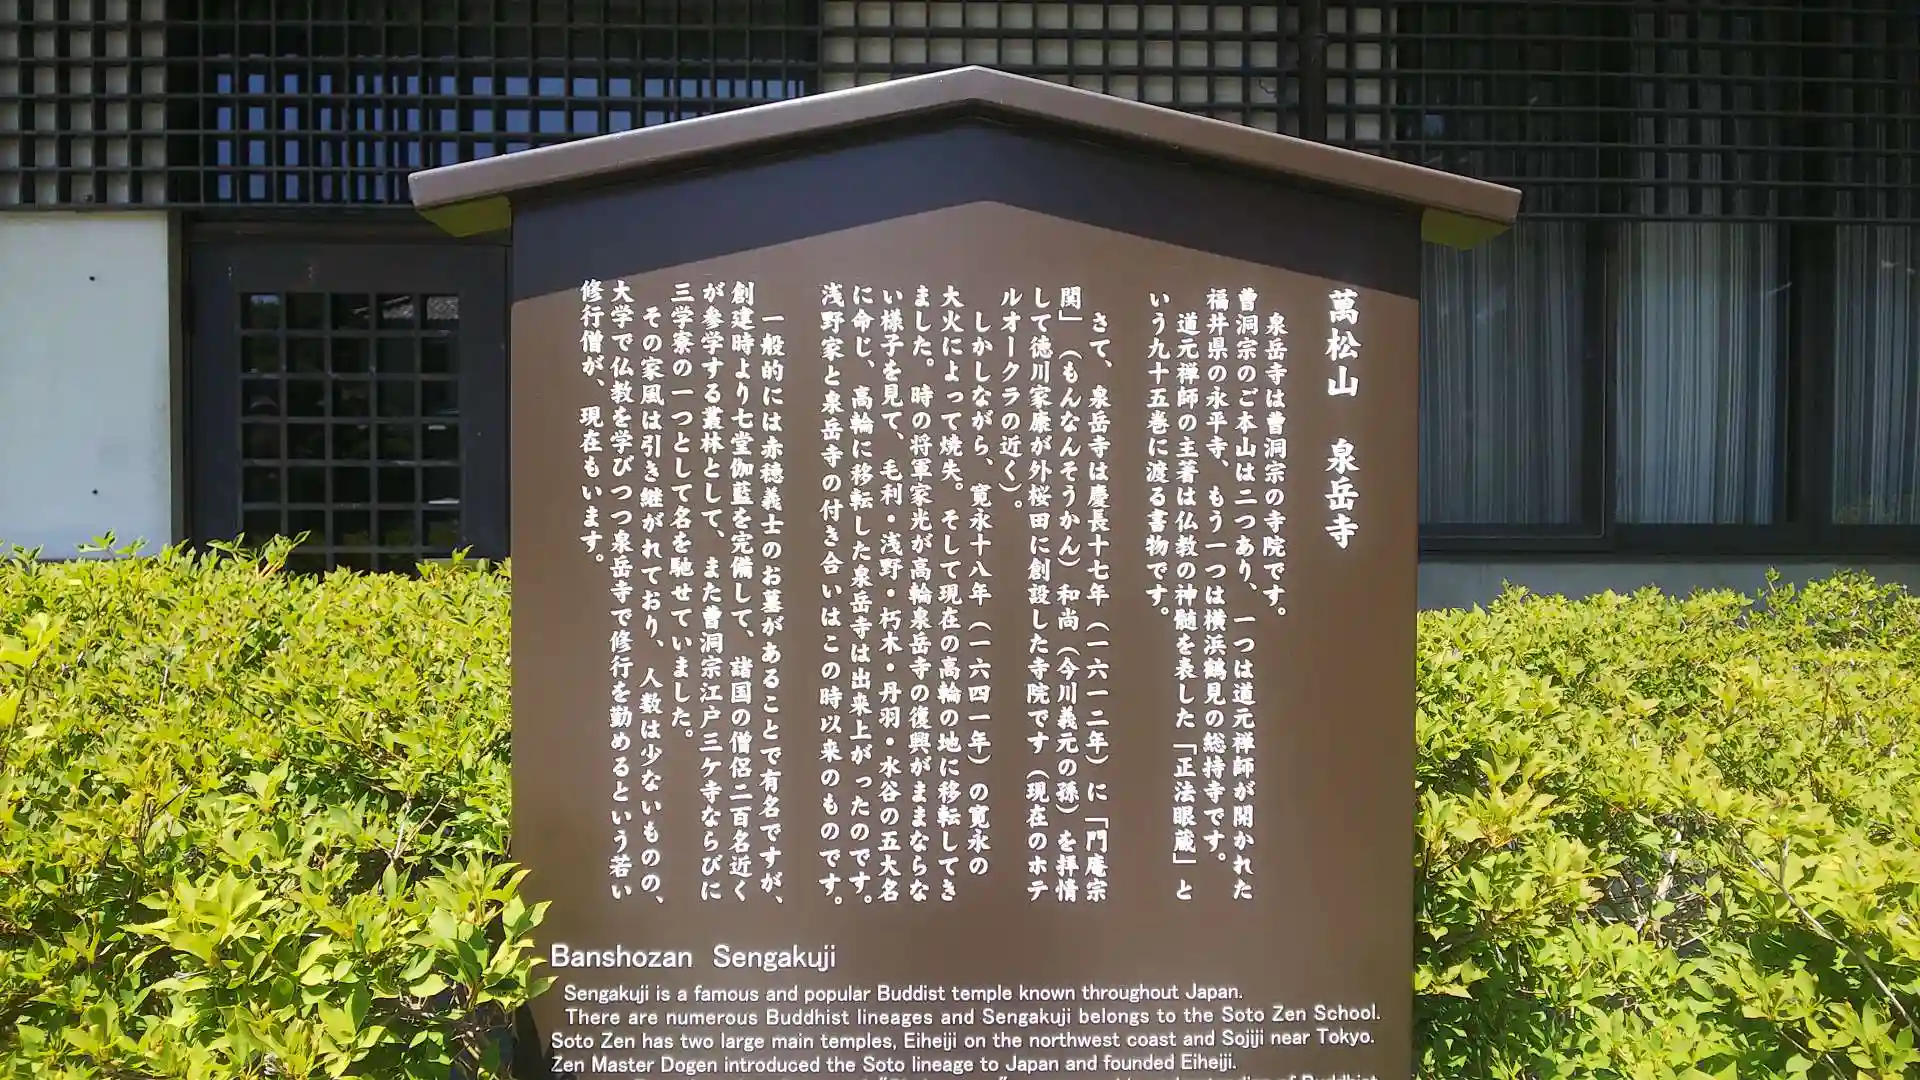 萬松山　泉岳寺
泉岳寺は曹洞宗の寺院です。
曹洞宗のご本山は二つあり、一つは道元禅師が開かれた
福井県の永平寺、もう一つは横浜鶴見の総持寺です。
道元禅師の主著は仏教の神髄を表した「正法眼蔵」と
いう九十五巻に渡る書物です。
さて、泉岳寺は慶長十七年（一六一二年）に「門庵宗
関」（もんなんそうかん）和尚（今川義元の孫）を拝情
して徳川家康が外桜田に創設した寺院です（現在のホテ
ルオークラの近く）。
しかしながら、寛永十八年（一六四一年）の寛永の
大火によって焼失。そして現在の高輪の地に移転してき
ました。時の将軍家光が高輪泉岳寺の復興がままならな
い様子を見て、毛利・浅野・朽木・丹羽・水谷の五大名
に命じ、高輪に移転した泉岳寺は出来上がったのです。
浅野家と泉岳寺の付き合いはこの時以来のものです。
一般的には赤穂義士のお墓があることで有名ですが、
創建時より七堂伽藍を完備して、諸国の僧侶二百名近く
が参学する叢林として、また曹洞宗江戸三ケ寺ならびに
三学寮の一つとして名を馳せていました。
その家風は引き継がれており、人数は少ないものの、
大学で仏教を学びつつ泉岳寺で修行を勤めるという若い
修行僧が、現在もいます。
Banshozan Sengakuji
Sengakuji is a famous and popular Buddist temple known throughout Japan.
There are numerous Buddhist lineages and Sengakuji belongs to the Soto Zen School.
Soto Zen has two large main temples, Eiheiji on the northwest coast and Sojiji near Tokyo.
Zen Master Dogen introduced the Soto lineage to Japan and founded Eiheiji.